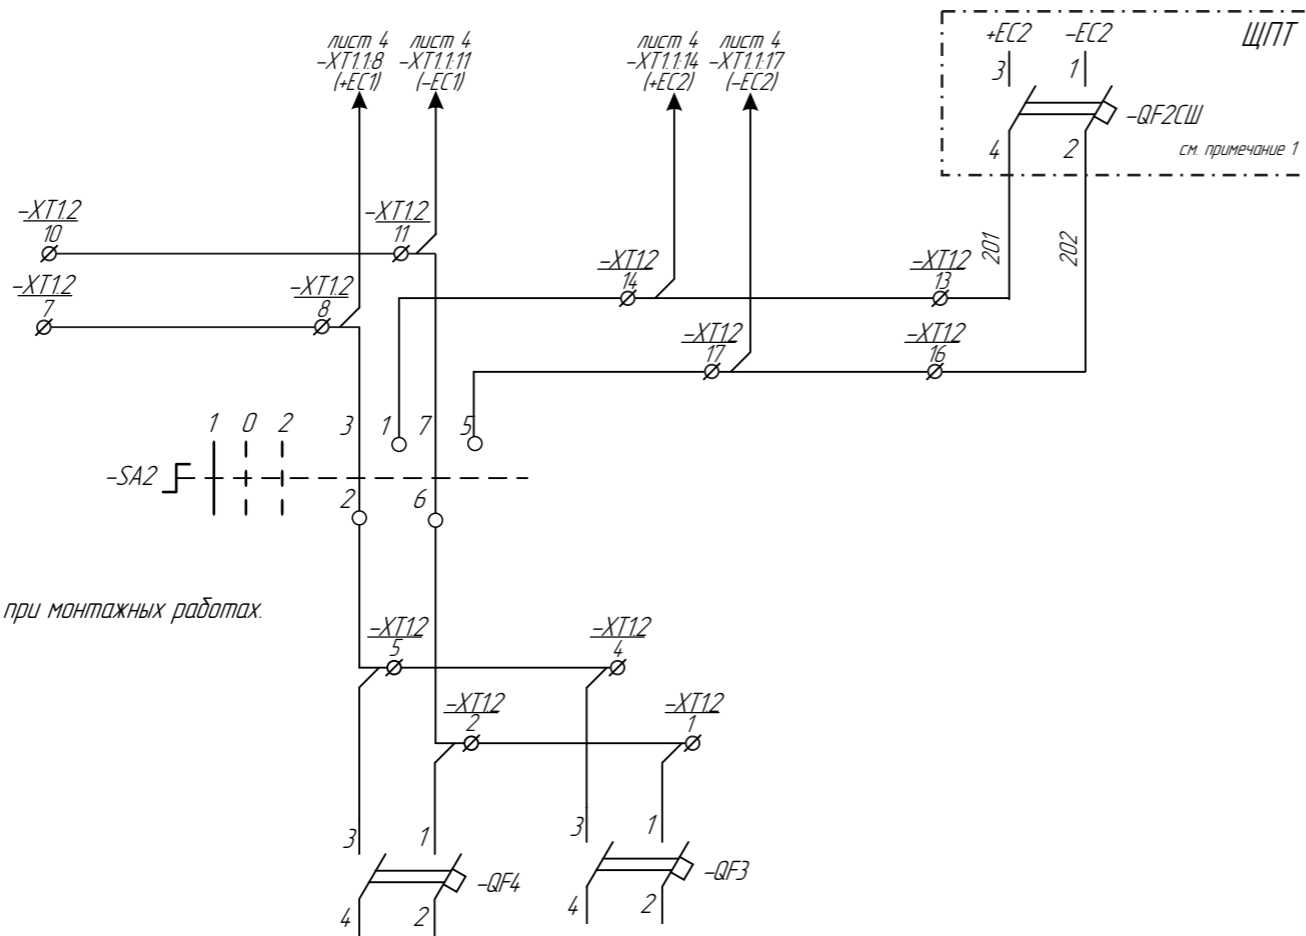 лист 4
-XT1.1:8
(+EC1)
лист 4
-XT1.1:11
(-EC1)
лист 4
-XT1.1:14
(+EC2)
лист 4
-XT1.1:17
(-EC2)
+EC2
-EC2
ЩПТ
3
1
-QF2СШ
4
2
см. примечание 1
-XT1.2
10
-XT1.2
11
201
202
-XT1.2
14
-XT1.2
13
-XT1.2
7
-XT1.2
8
-XT1.2
17
-XT1.2
16
1 0 2
3
1
7
5
-SA2
2
6
при монтажных работах.
-XT1.2
5
-XT1.2
4
-XT1.2
2
-XT1.2
1
3
1
-QF4
4
2
3
1
-QF3
4
2